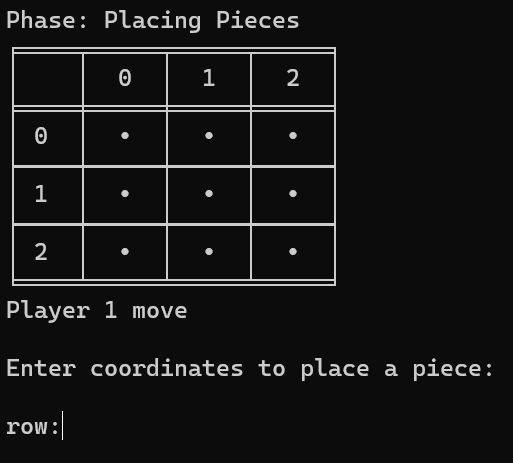 Phase: Placing Pieces
0 1 2
0 • • •
1 • • •
2 • • •
Player 1 move
Enter coordinates to place a piece:
row: